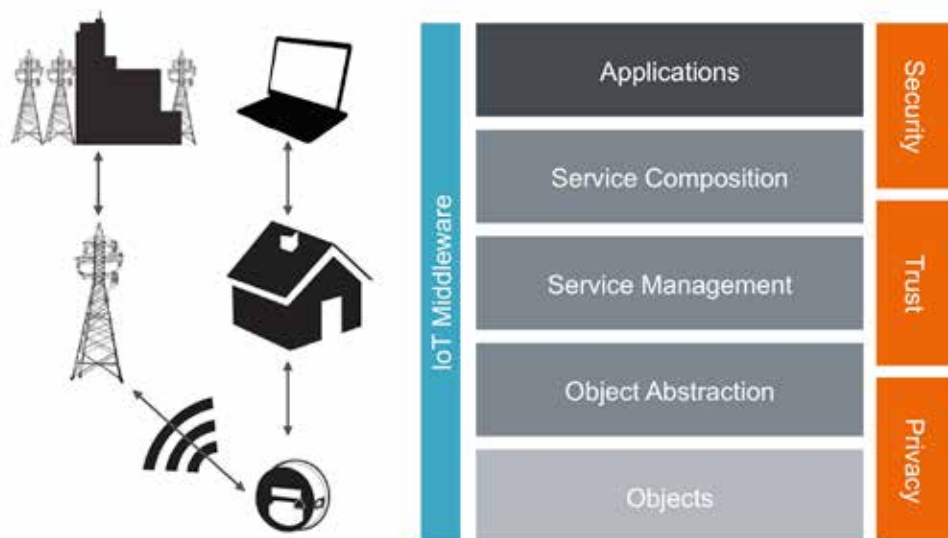 IoT Middleware
Applications
Service Composition
Service Management
Object Abstraction
Objects
Security
Trust
Privacy